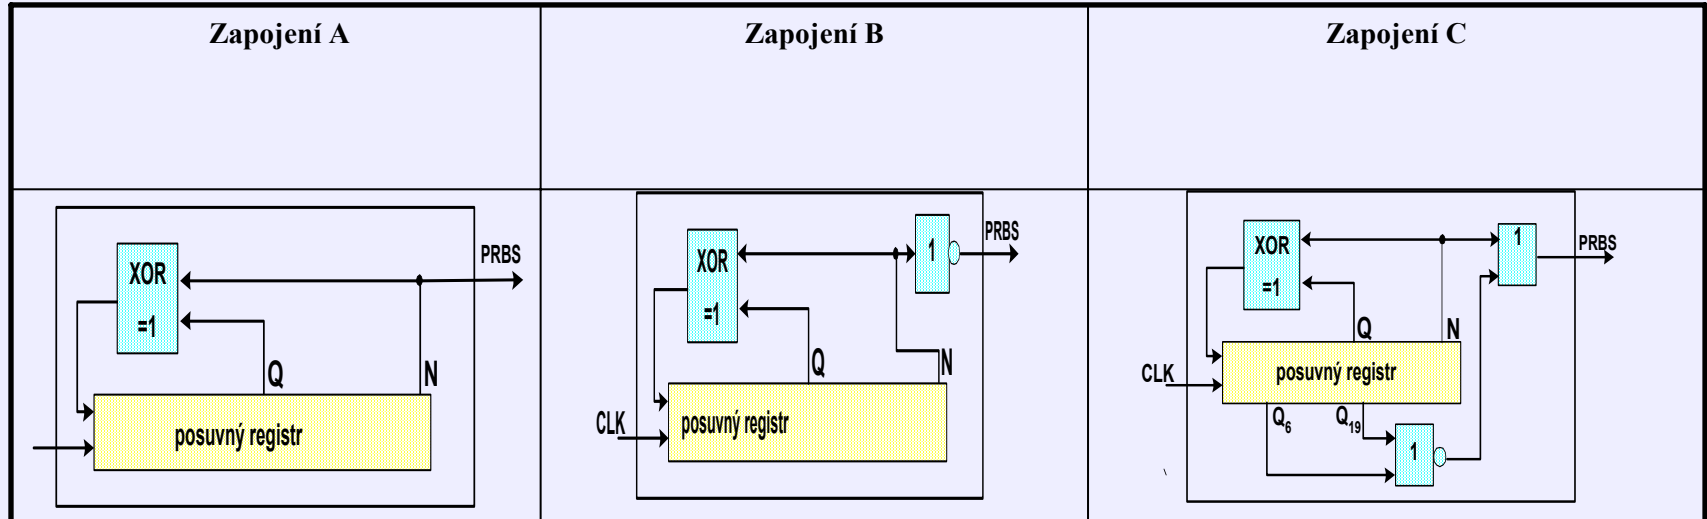 Zapojení A
Zapojení B
Zapojení C
XOR
=1
PRBS
Q
N
posuvný registr
XOR
=1
1
PRBS
Q
N
CLK
posuvný registr
XOR
=1
1
PRBS
Q
N
CLK
posuvný registr
Q6
Q19
1